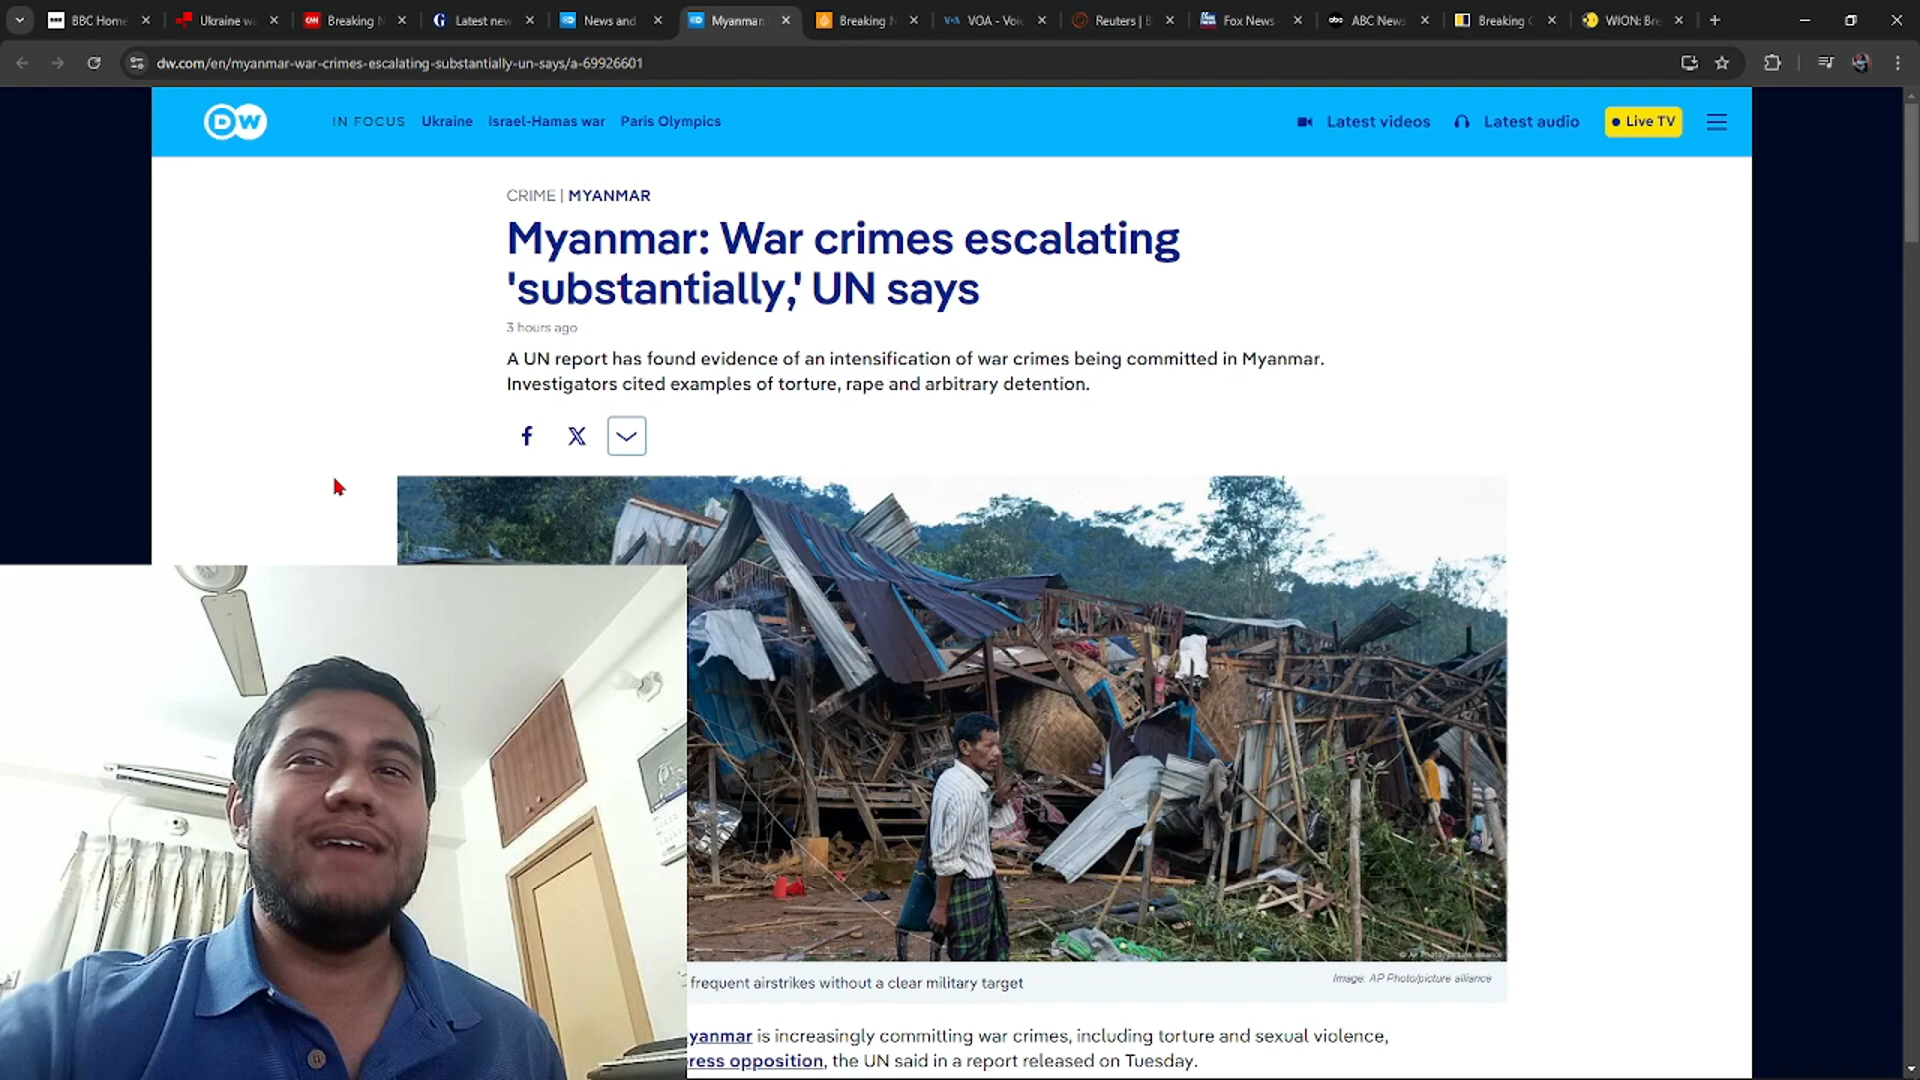 BBC Home
Ukraine wa
Breaking N
Latest new
News and
Myanmar:
Breaking N
VOA - Voi
Reuters | B
Fox News
ABC News
Breaking
WION: Bre
dw.com/en/myanmar-war-crimes-escalating-substantially-un-says/a-69926601
DW
IN FOCUS Ukraine Israel-Hamas war Paris Olympics
Latest videos Latest audio Live TV
CRIME | MYANMAR
Myanmar: War crimes escalating
'substantially,' UN says
3 hours ago
A UN report has found evidence of an intensification of war crimes being committed in Myanmar.
Investigators cited examples of torture, rape and arbitrary detention.
frequent airstrikes without a clear military target
Image: AP Photo/picture alliance
yanmar is increasingly committing war crimes, including torture and sexual violence,
ress opposition, the UN said in a report released on Tuesday.